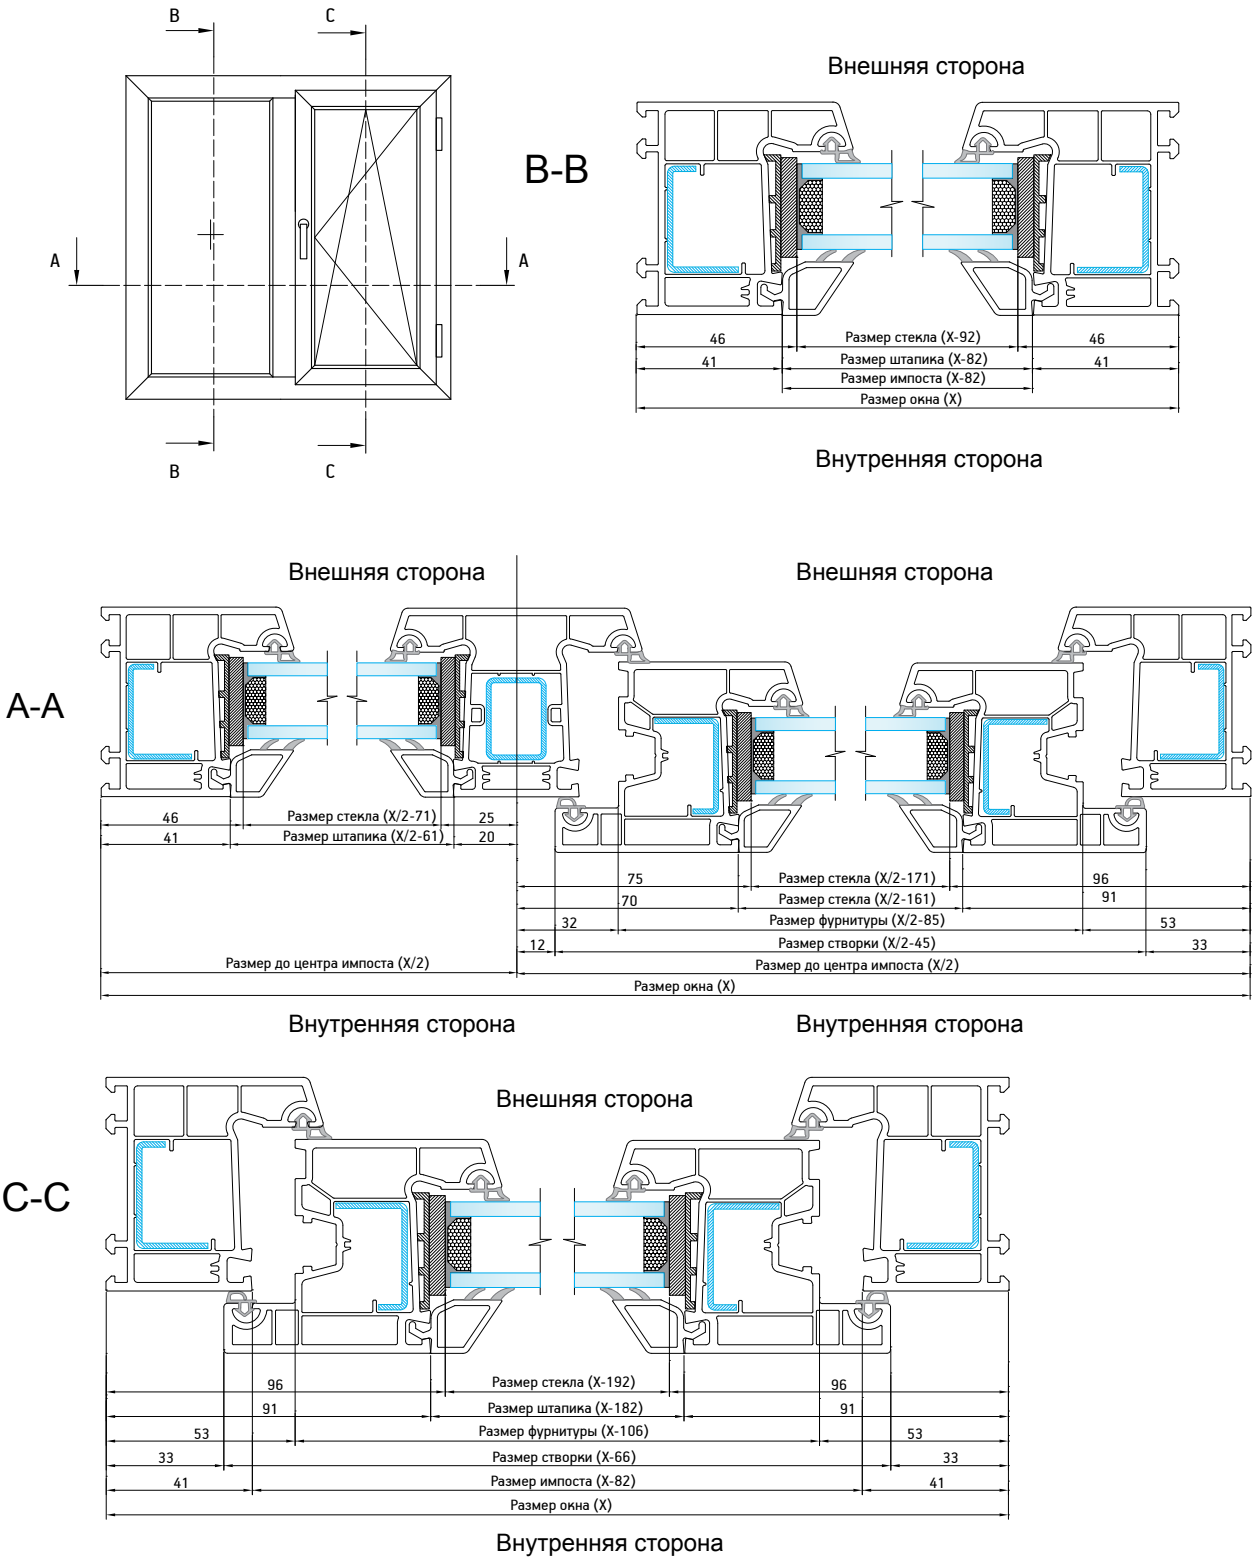 B
C
A
A
B
C
Внешняя сторона
B-B
46
Размер стекла (X-92)
46
41
Размер штапика (X-82)
41
Размер импоста (X-82)
Размер окна (X)
Внутренняя сторона
Внешняя сторона
Внешняя сторона
A-A
46
Размер стекла (X/2-71)
25
41
Размер штапика (X/2-61)
20
75
Размер стекла (X/2-171)
96
70
Размер стекла (X/2-161)
91
32
Размер фурнитуры (X/2-85)
53
12
Размер створки (X/2-45)
33
Размер до центра импоста (X/2)
Размер до центра импоста (X/2)
Размер окна (X)
Внутренняя сторона
Внутренняя сторона
Внешняя сторона
C-C
96
Размер стекла (X-192)
96
91
Размер штапика (X-182)
91
53
Размер фурнитуры (X-106)
53
33
Размер створки (X-66)
33
41
Размер импоста (X-82)
41
Размер окна (X)
Внутренняя сторона